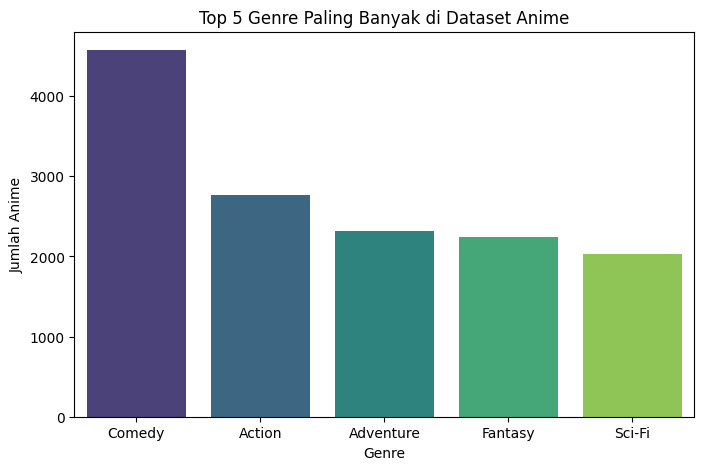 Top 5 Genre Paling Banyak di Dataset Anime
Jumlah Anime
4000
3000
2000
1000
0
Comedy Action Adventure Fantasy Sci-Fi
Genre